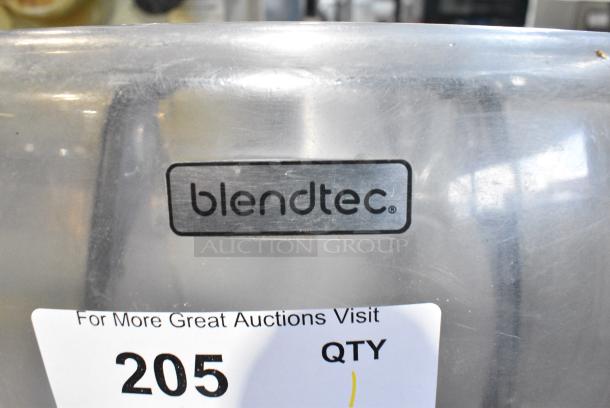 blendtec®
AUCTION GROUP
For More Great Auctions Visit
205 QTY